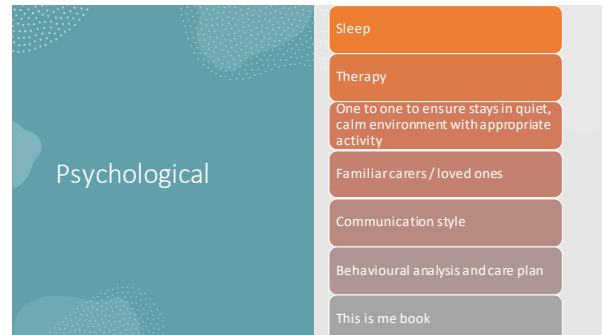 Psychological
Sleep
Therapy
One to one to ensure stays in quiet,
calm environment with appropriate
activity
Familiar carers / loved ones
Communication style
Behavioural analysis and care plan
This is me book